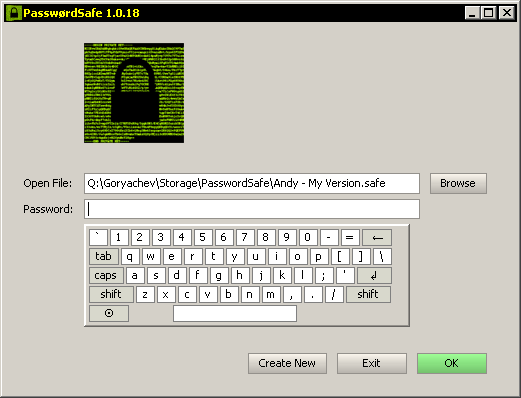 PasswørdSafe 1.0.18
Open File: Q:\Goryachev\Storage\PasswordSafe\Andy - My Version.safe Browse
Password:
` 1 2 3 4 5 6 7 8 9 0 - = ←
tab q w e r t y u i o p [ ] \
caps a s d f g h j k l ; ' ↲
shift z x c v b n m , . / shift
Create New Exit OK